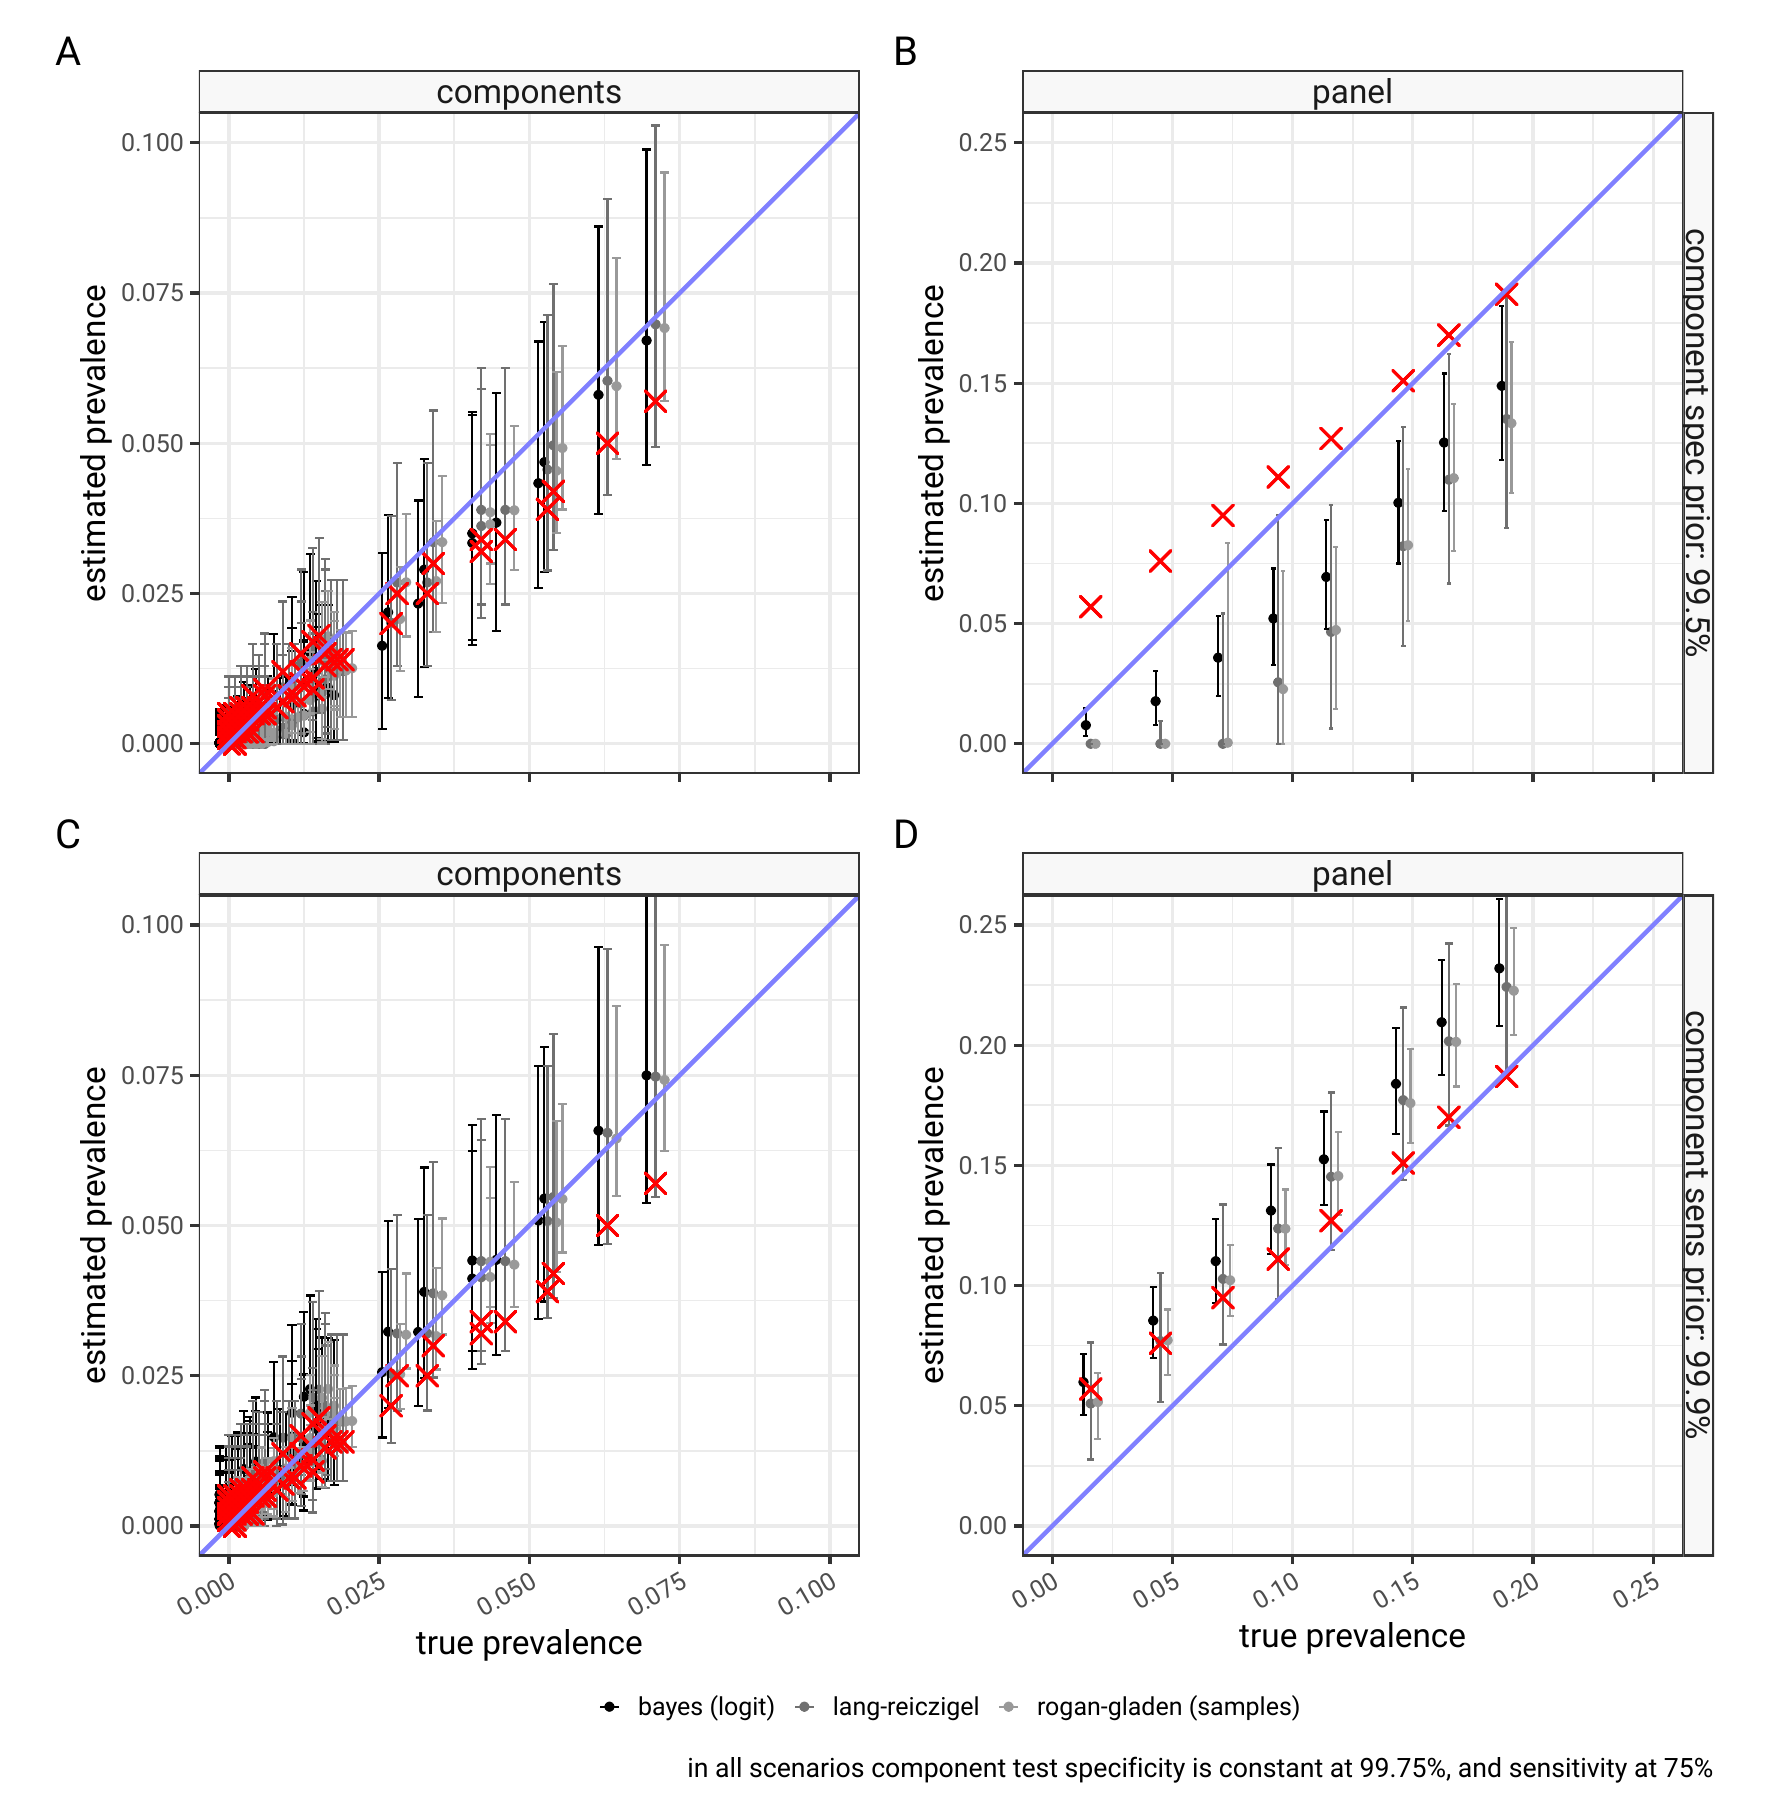 A
B
components
panel
0.100
0.075
0.050
0.025
0.000
estimated prevalence
0.25
0.20
0.15
0.10
0.05
0.00
estimated prevalence
component spec prior: 99.5%
C
D
components
panel
0.100
0.075
0.050
0.025
0.000
estimated prevalence
0.25
0.20
0.15
0.10
0.05
0.00
estimated prevalence
component sens prior: 99.9%
0.000 0.025 0.050 0.075 0.100
0.00 0.05 0.10 0.15 0.20 0.25
true prevalence
true prevalence
bayes (logit) lang-reiczigel rogan-gladen (samples)
in all scenarios component test specificity is constant at 99.75%, and sensitivity at 75%